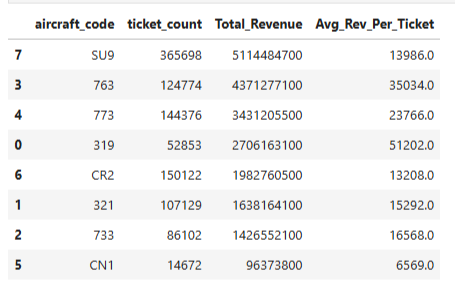 aircraft_code ticket_count Total_Revenue Avg_Rev_Per_Ticket
7 SU9 365698 5114484700 13986.0
3 763 124774 4371277100 35034.0
4 773 144376 3431205500 23766.0
0 319 52853 2706163100 51202.0
6 CR2 150122 1982760500 13208.0
1 321 107129 1638164100 15292.0
2 733 86102 1426552100 16568.0
5 CN1 14672 96373800 6569.0